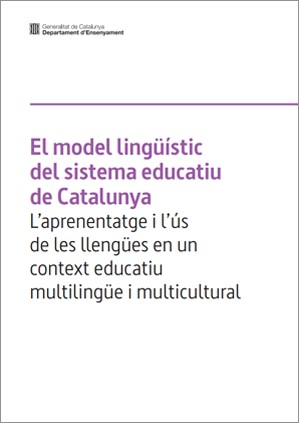 Generalitat de Catalunya
Departament d'Ensenyament
El model lingüístic
del sistema educatiu
de Catalunya
L'aprenentatge i l'ús
de les llengües en un
context educatiu
multilingüe i multicultural